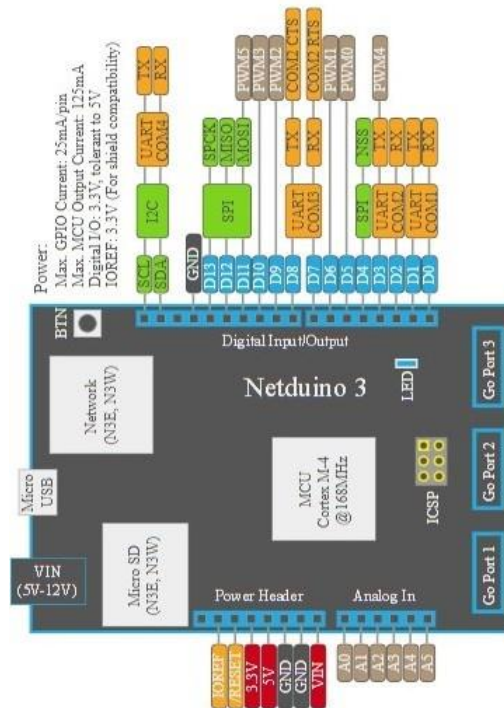 Power:
Max. GPIO Current: 25mA/pin
Max. MCU Output Current: 125mA
Digital I/O: 3.3V, tolerant to 5V
IOREF: 3.3V (For shield compatibility)
VIN
(5V-12V)
Micro
USB
BTN
Micro SD
(N3E, N3W)
Network
(N3E, N3W)
Netduino 3
MCU
Cortex M-4
@168MHz
LED
ICSP
Power Header
Analog In
Digital Input/Output
Go Port 1
Go Port 2
Go Port 3
IOREF
/RESET
3.3V
5V
GND
GND
VIN
A0
A1
A2
A3
A4
A5
SCL I2C UART TX
SDA COM4 RX
GND
D13 SPI SPCK
D12 MISO
D11 MOSI PWM5
D10 PWM3
D9 PWM2
D8 UART TX COM2 CTS
D7 COM3 RX COM2 RTS
D6 PWM1
D5 PWM0
D4 SPI NSS
D3 UART TX PWM4
D2 COM2 RX
D1 UART TX
D0 COM1 RX